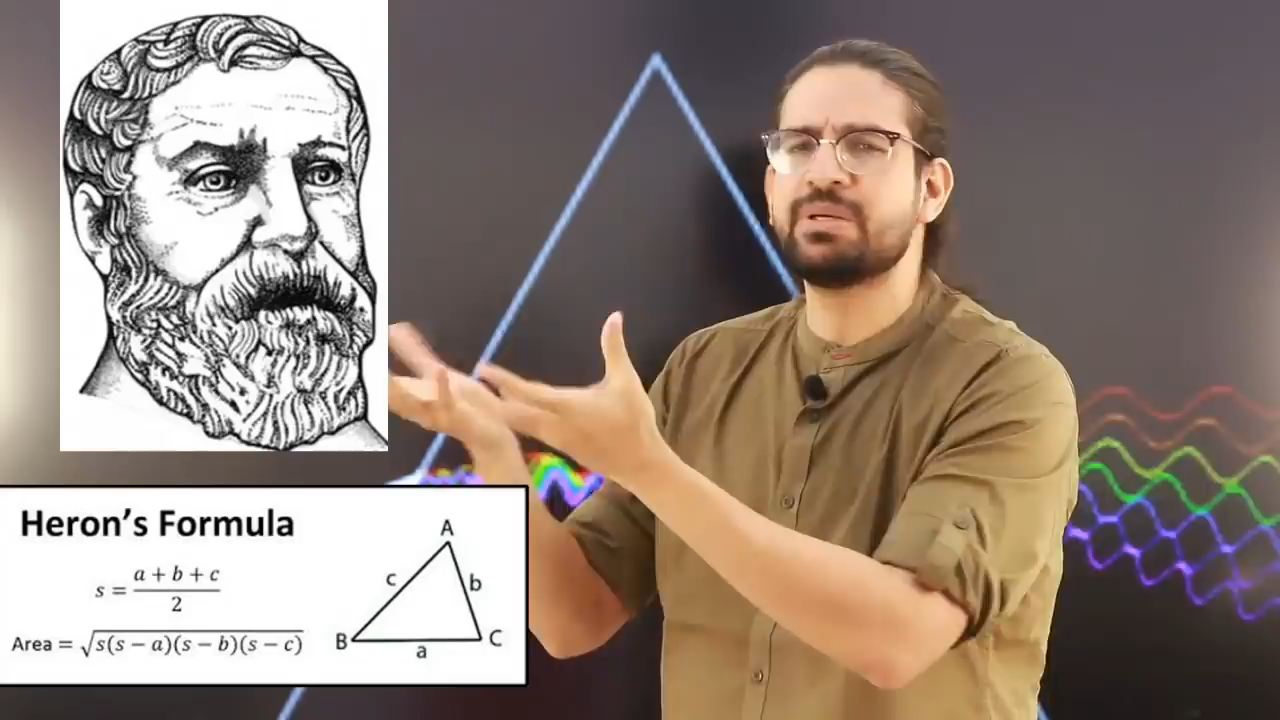 Heron's Formula
s = a + b + c / 2
Area = √s(s − a)(s − b)(s − c)
A
c b
B C
a